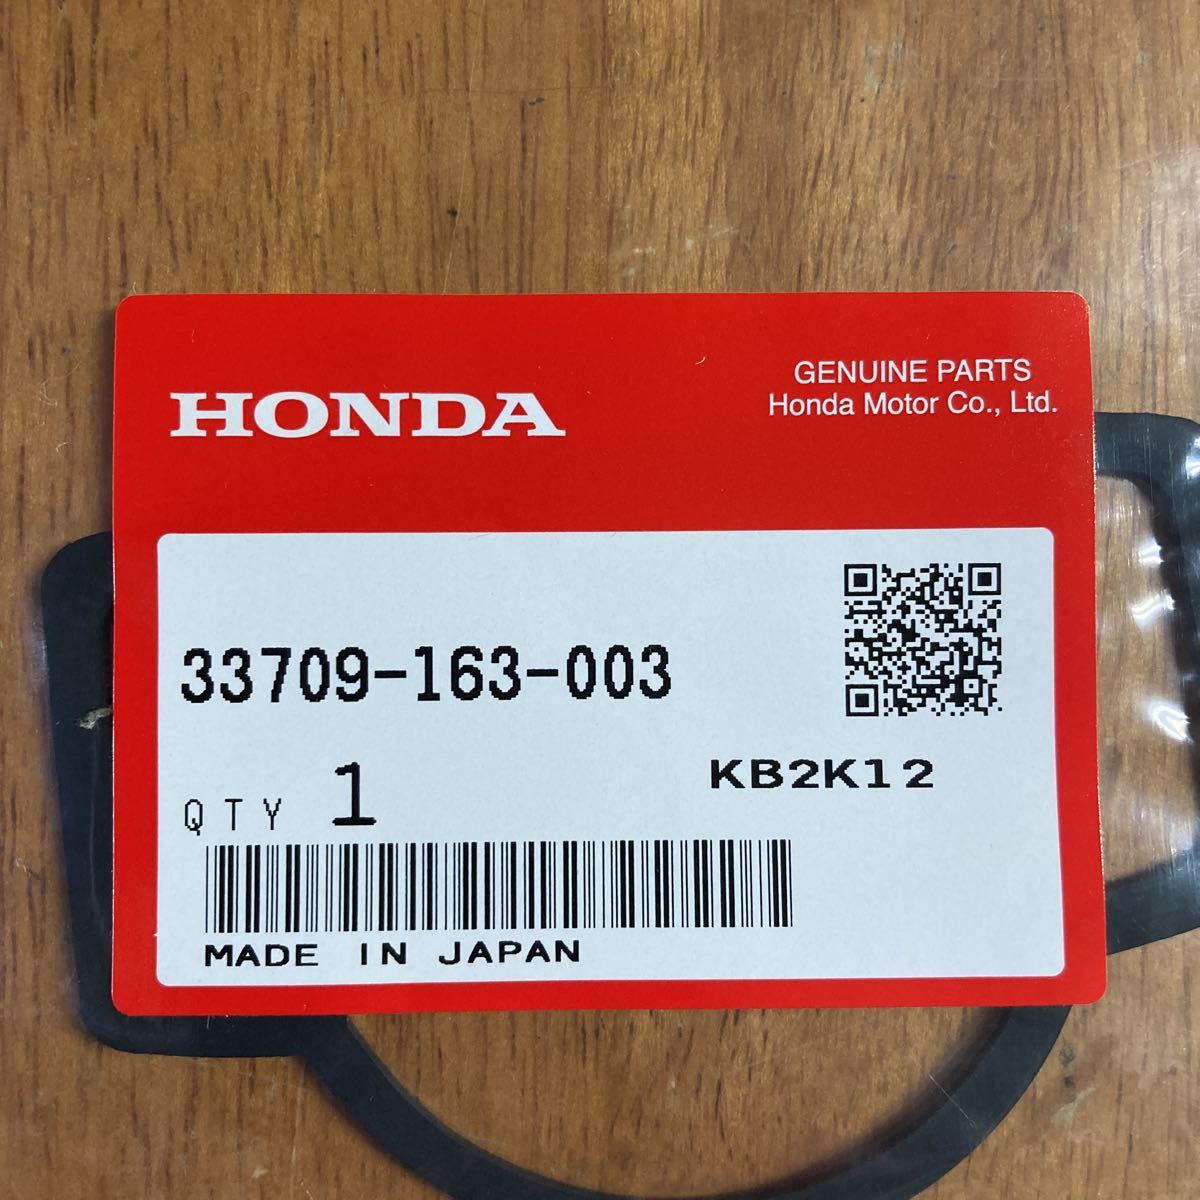 HONDA
GENUINE PARTS
Honda Motor Co., Ltd.
33709-163-003
QTY 1
KB2K12
MADE IN JAPAN